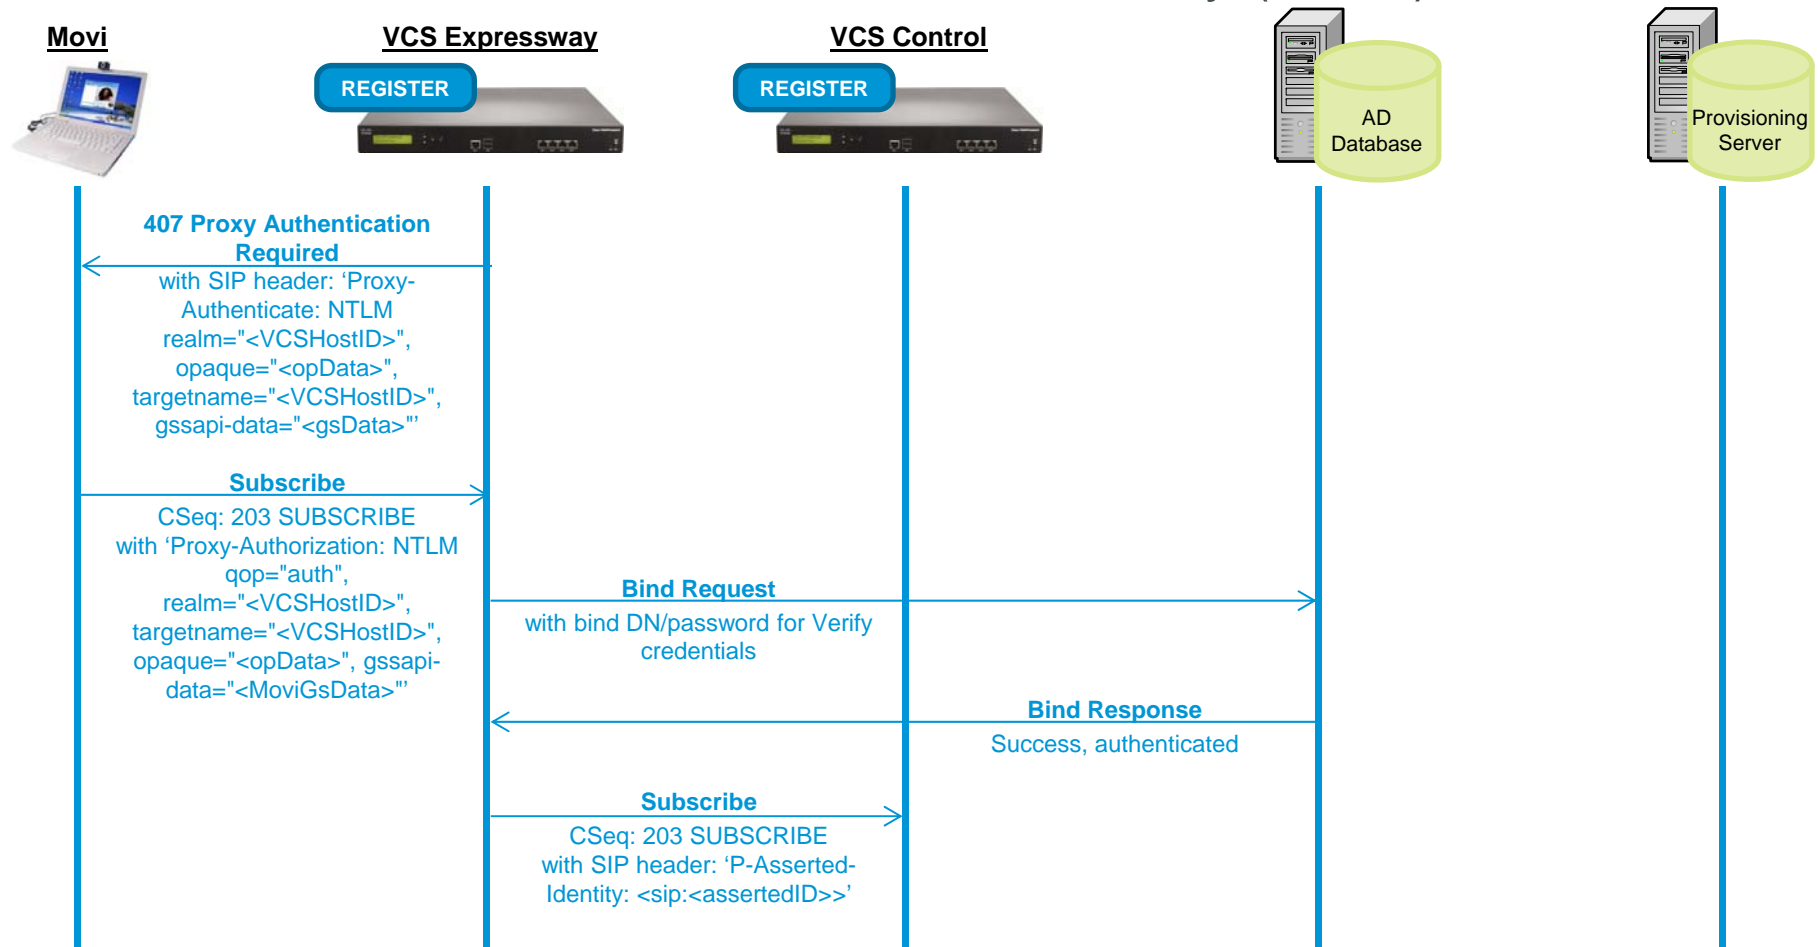 Movi
VCS Expressway
VCS Control
REGISTER
REGISTER
AD
Database
Provisioning
Server
407 Proxy Authentication
Required
with SIP header: ‘Proxy-
Authenticate: NTLM
realm="<VCSHostID>",
opaque="<opData>",
targetname="<VCSHostID>",
gssapi-data="<gsData>"’
Subscribe
CSeq: 203 SUBSCRIBE
with ‘Proxy-Authorization: NTLM
qop="auth",
realm="<VCSHostID>",
targetname="<VCSHostID>",
opaque="<opData>", gssapi-
data="<MoviGsData>"’
Bind Request
with bind DN/password for Verify
credentials
Bind Response
Success, authenticated
Subscribe
CSeq: 203 SUBSCRIBE
with SIP header: ‘P-Asserted-
Identity: <sip:<assertedID>>’